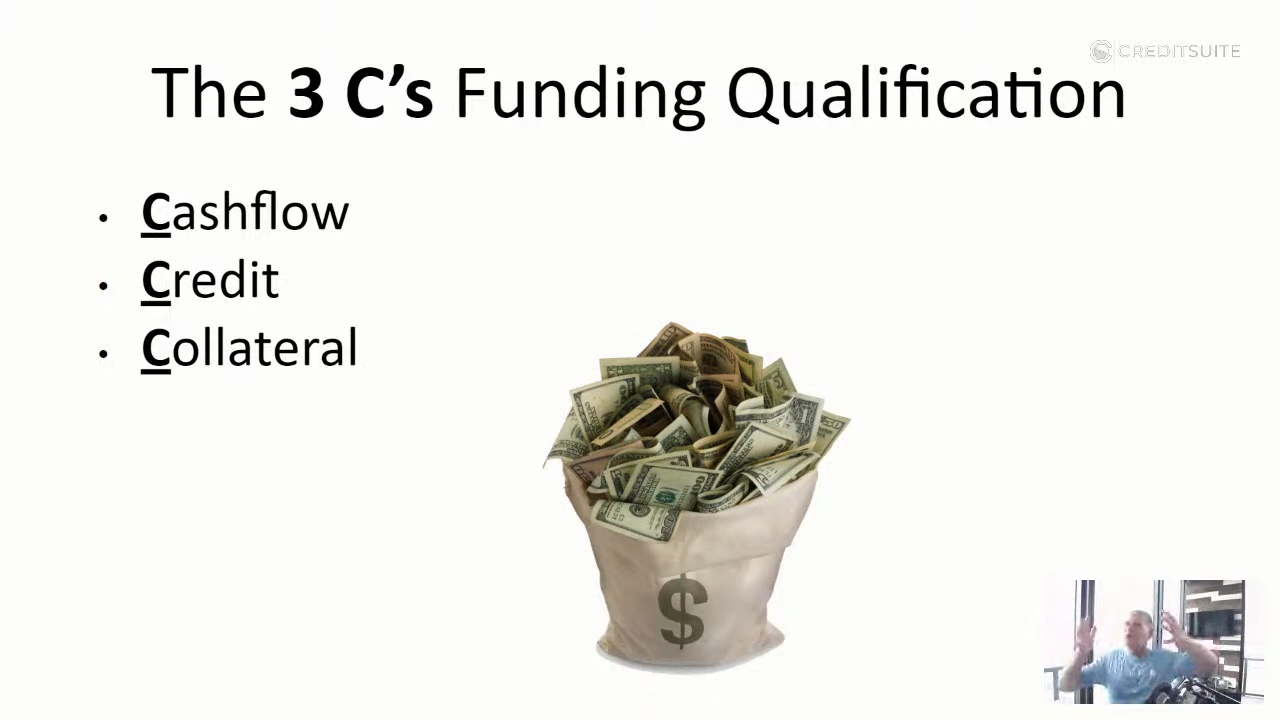 CREDITSUITE
The 3 C's Funding Qualification
• Cashflow
• Credit
• Collateral
$